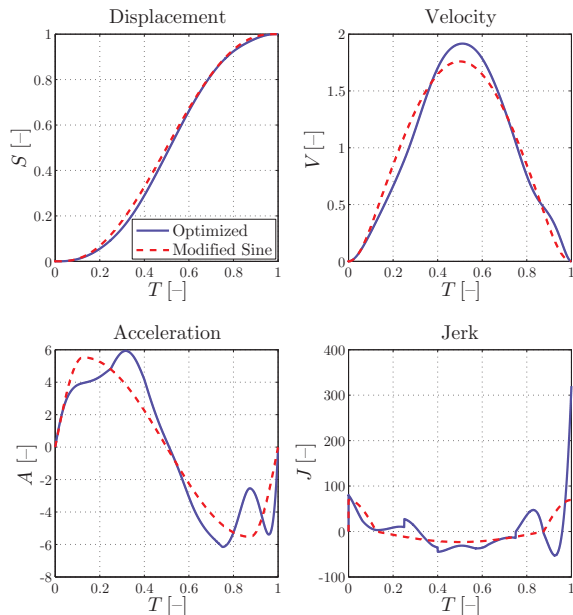 Displacement
1
0.8
0.6
0.4
0.2
0
S [–]
Optimized
Modified Sine
0 0.2 0.4 0.6 0.8 1
T [–]
Velocity
2
1.5
1
0.5
0
V [–]
0 0.2 0.4 0.6 0.8 1
T [–]
Acceleration
6
4
2
0
-2
-4
-6
-8
A [–]
0 0.2 0.4 0.6 0.8 1
T [–]
Jerk
400
300
200
100
0
-100
J [–]
0 0.2 0.4 0.6 0.8 1
T [–]